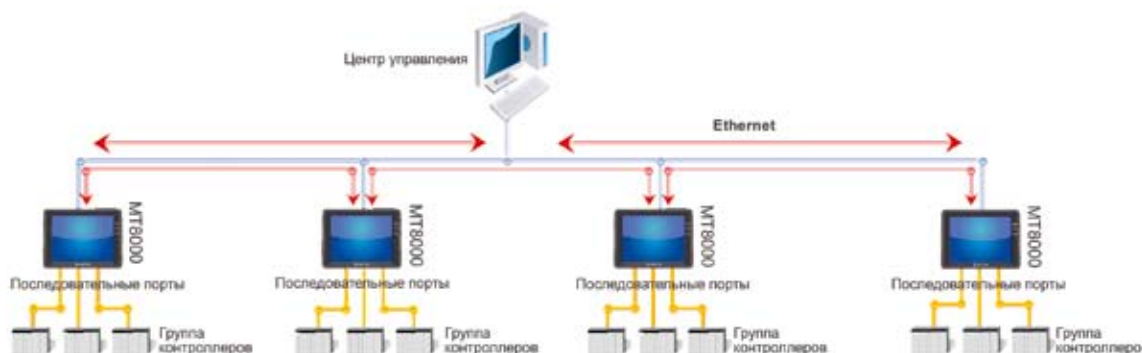 Центр управления
Ethernet
MT8000
MT8000
MT8000
MT8000
Последовательные порты
Последовательные порты
Последовательные порты
Последовательные порты
Группа
контроллеров
Группа
контроллеров
Группа
контроллеров
Группа
контроллеров